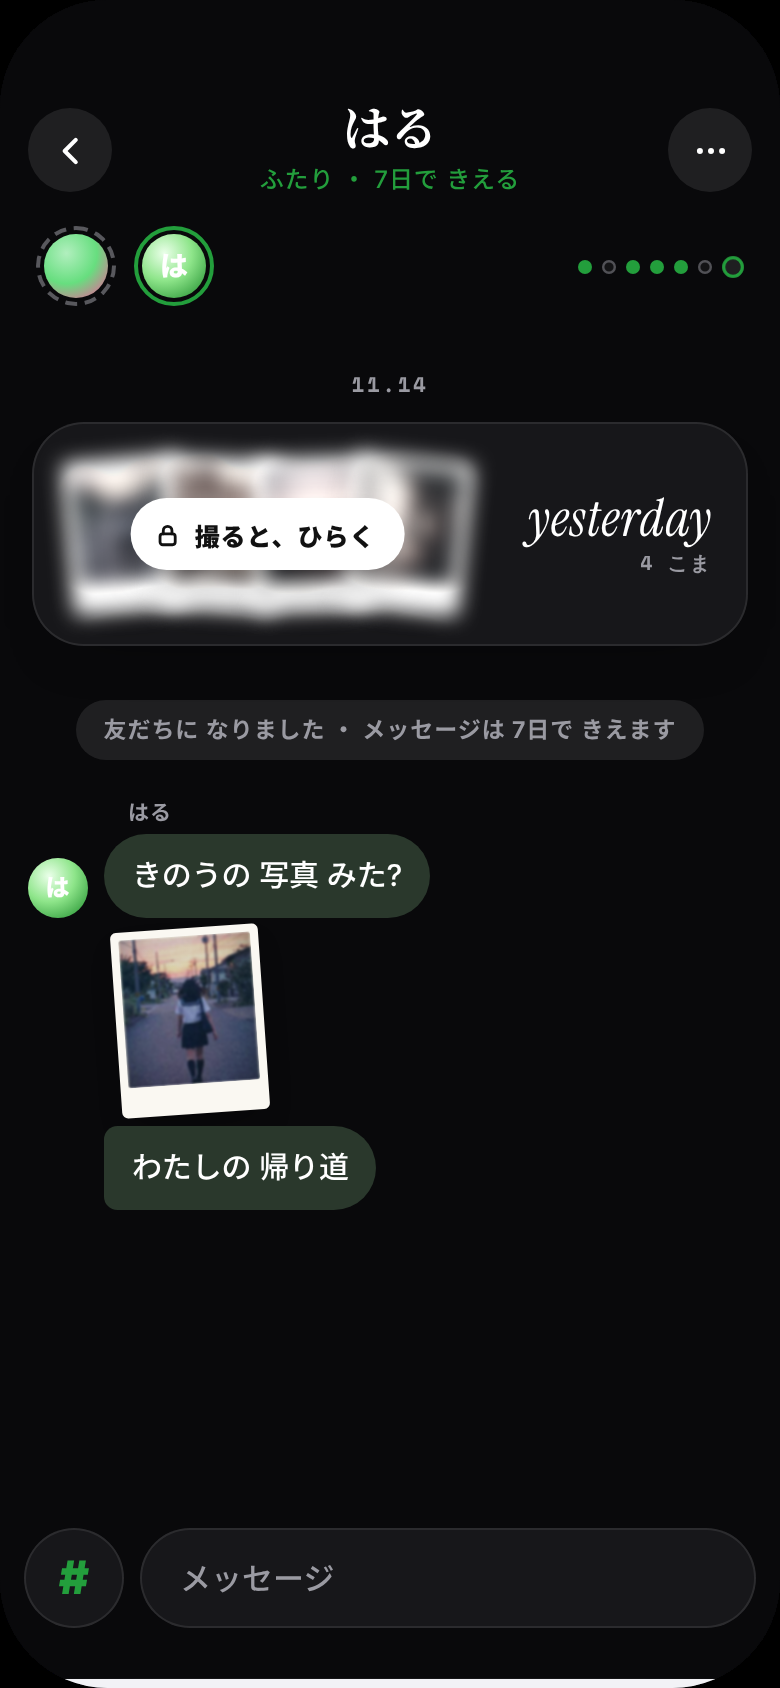 はる
ふたり ・ 7日で きえる
は
11.14
撮ると、ひらく
yesterday
4 こま
友だちに なりました ・ メッセージは 7日で きえます
はる
は
きのうの 写真 みた?
わたしの 帰り道
#
メッセージ